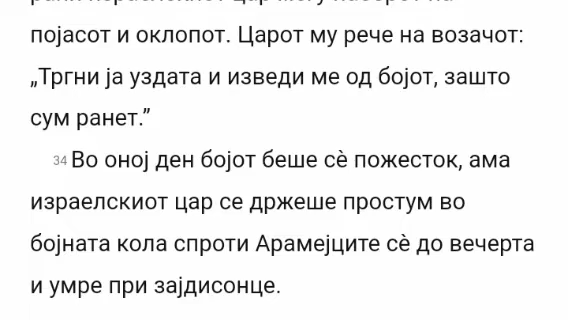 појасот и оклопот. Царот му рече на возачот:
„Тргни ја уздата и изведи ме од бојот, зашто
сум ранет.”
34 Во оној ден бојот беше сѐ пожесток, ама
израелскиот цар се држеше простум во
бојната кола спроти Арамејците сѐ до вечерта
и умре при зајдисонце.